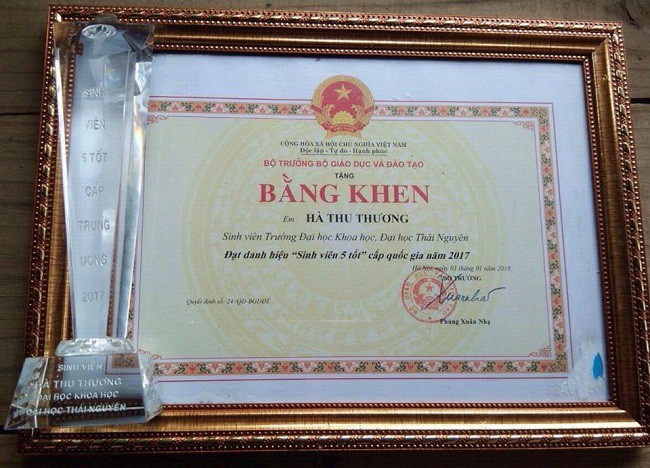 SINH
VIÊN
5 TỐT
CẤP
TRUNG
ƯƠNG
2017
SINH VIÊN
HÀ THU THƯƠNG
ĐẠI HỌC KHOA HỌC
ĐẠI HỌC THÁI NGUYÊN
CỘNG HÒA XÃ HỘI CHỦ NGHĨA VIỆT NAM
Độc lập - Tự do - Hạnh phúc
BỘ TRƯỞNG BỘ GIÁO DỤC VÀ ĐÀO TẠO
TẶNG
BẰNG KHEN
Em HÀ THU THƯƠNG
Sinh viên Trường Đại học Khoa học, Đại học Thái Nguyên
Đạt danh hiệu "Sinh viên 5 tốt" cấp quốc gia năm 2017
Hà Nội, ngày 03 tháng 01 năm 2018
BỘ TRƯỞNG
Quyết định số: 24 /QĐ-BGDĐT
Phùng Xuân Nhạ